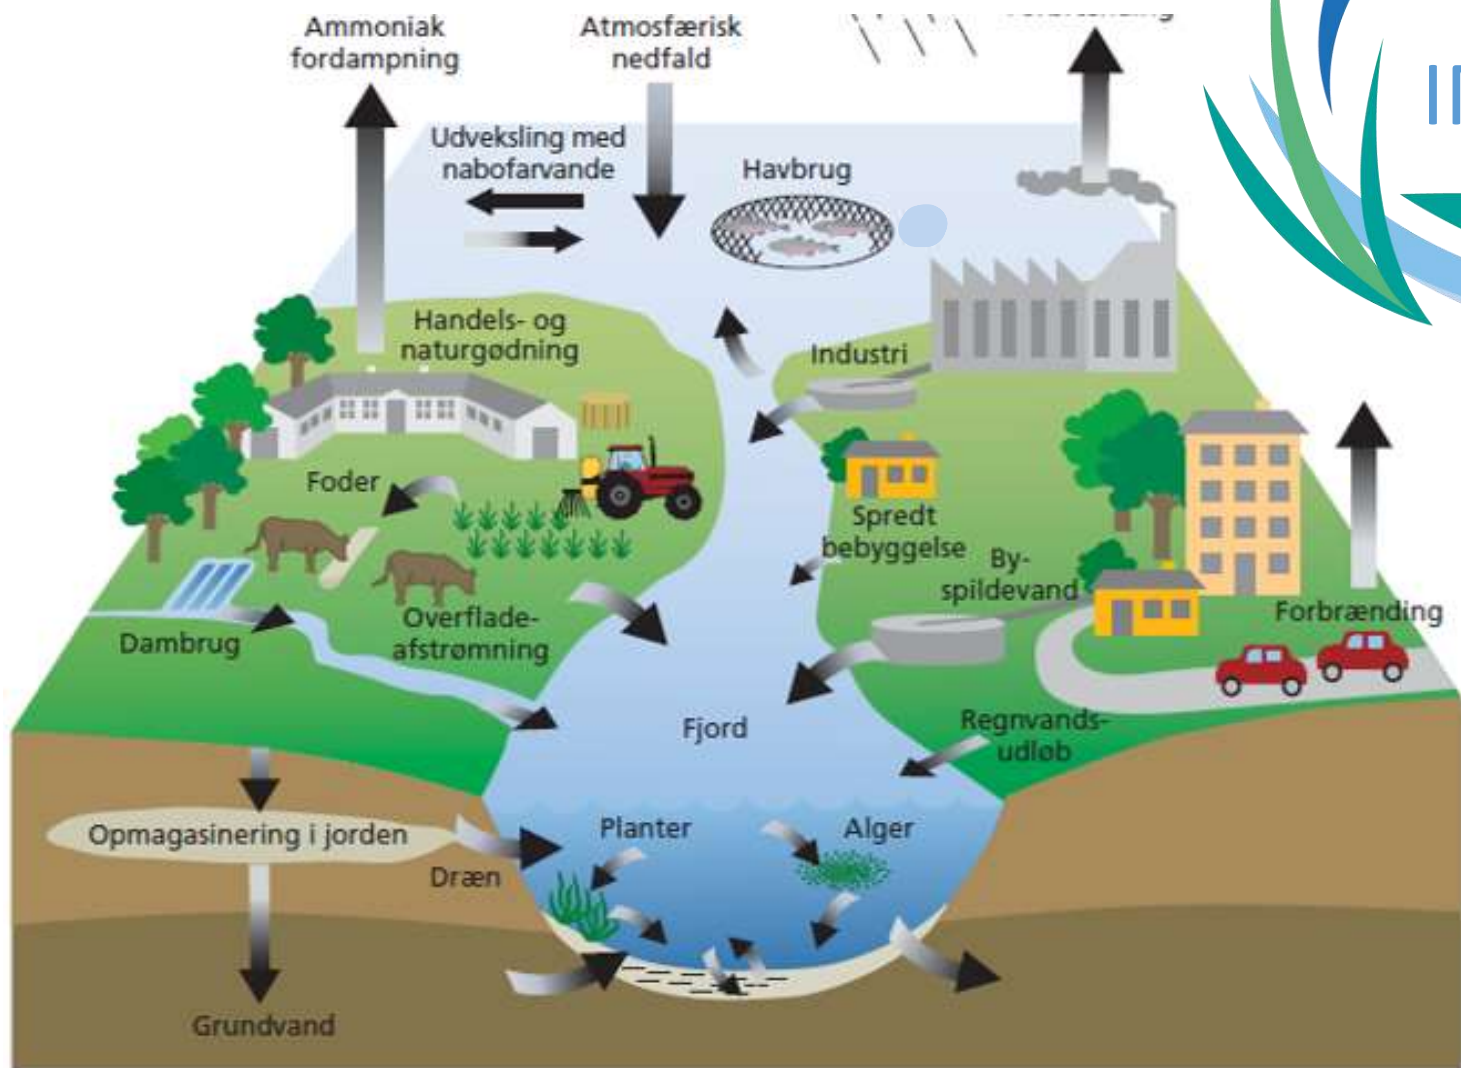 Ammoniak
fordampning
Atmosfærisk
nedfald
Udveksling med
nabofarvande
Havbrug
Handels- og
naturgødning
Industri
Foder
Spredt
bebyggelse
By-
spildevand
Forbrænding
Dambrug
Overflade-
afstrømning
Fjord
Regnvands-
udløb
Opmagasinering i jorden
Planter
Alger
Dræn
Grundvand